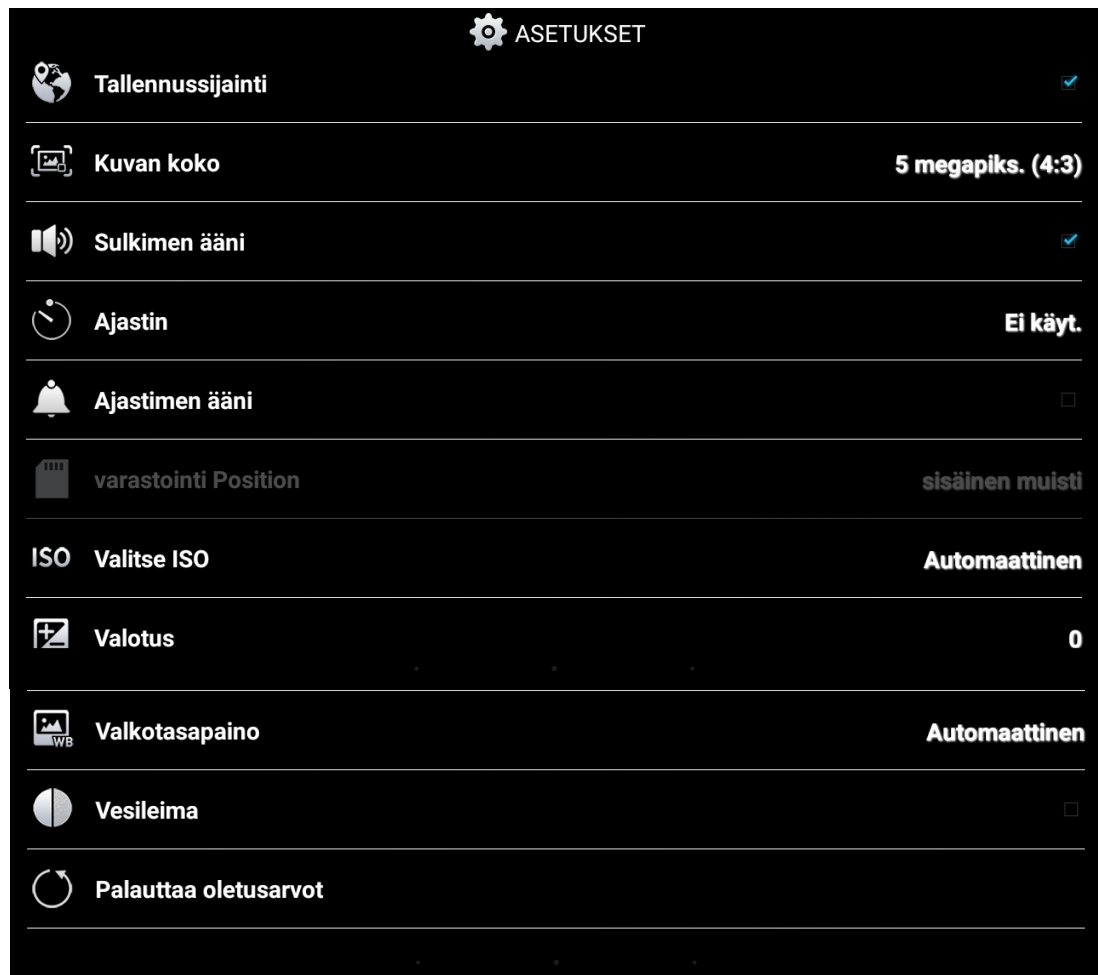 ASETUKSET
Tallennussijainti
Kuvan koko 5 megapiks. (4:3)
Sulkimen ääni
Ajastin Ei käyt.
Ajastimen ääni
varastointi Position sisäinen muisti
ISO Valitse ISO Automaattinen
Valotus 0
WB Valkotasapaino Automaattinen
Vesileima
Palauttaa oletusarvot